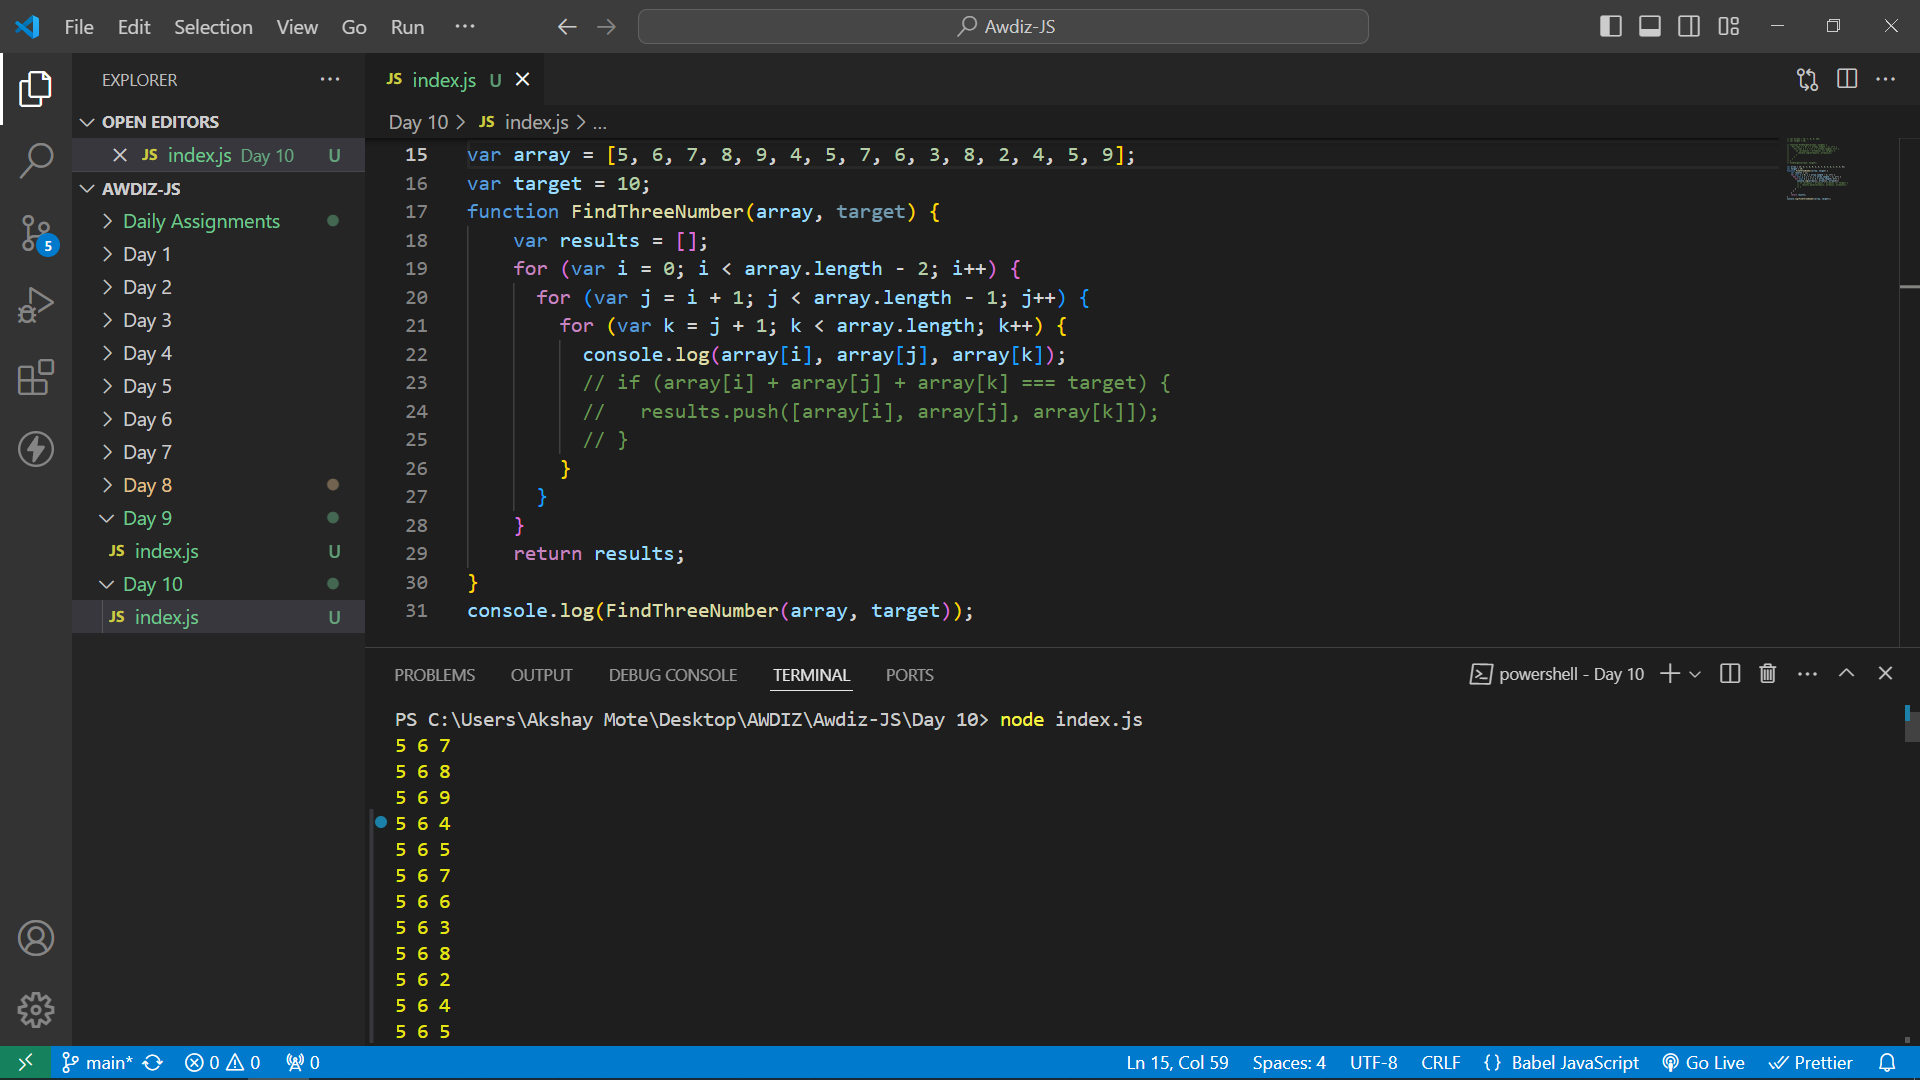 File Edit Selection View Go Run ··· Awdiz-JS
EXPLORER ···
OPEN EDITORS
JS index.js Day 10 U
AWDIZ-JS
Daily Assignments
Day 1
Day 2
Day 3
Day 4
Day 5
Day 6
Day 7
Day 8
Day 9
JS index.js U
Day 10
JS index.js U
5
JS index.js U
Day 10 > JS index.js > ...
15 var array = [5, 6, 7, 8, 9, 4, 5, 7, 6, 3, 8, 2, 4, 5, 9];
16 var target = 10;
17 function FindThreeNumber(array, target) {
18 var results = [];
19 for (var i = 0; i < array.length - 2; i++) {
20 for (var j = i + 1; j < array.length - 1; j++) {
21 for (var k = j + 1; k < array.length; k++) {
22 console.log(array[i], array[j], array[k]);
23 // if (array[i] + array[j] + array[k] === target) {
24 // results.push([array[i], array[j], array[k]]);
25 // }
26 }
27 }
28 }
29 return results;
30 }
31 console.log(FindThreeNumber(array, target));
PROBLEMS OUTPUT DEBUG CONSOLE TERMINAL PORTS powershell - Day 10
PS C:\Users\Akshay Mote\Desktop\AWDIZ\Awdiz-JS\Day 10> node index.js
5 6 7
5 6 8
5 6 9
5 6 4
5 6 5
5 6 7
5 6 6
5 6 3
5 6 8
5 6 2
5 6 4
5 6 5
main* 0 0 0 Ln 15, Col 59 Spaces: 4 UTF-8 CRLF {} Babel JavaScript Go Live Prettier